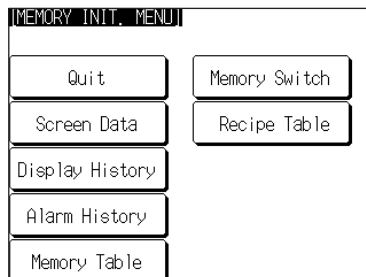 [MEMORY INIT. MENU]
Quit
Memory Switch
Screen Data
Recipe Table
Display History
Alarm History
Memory Table